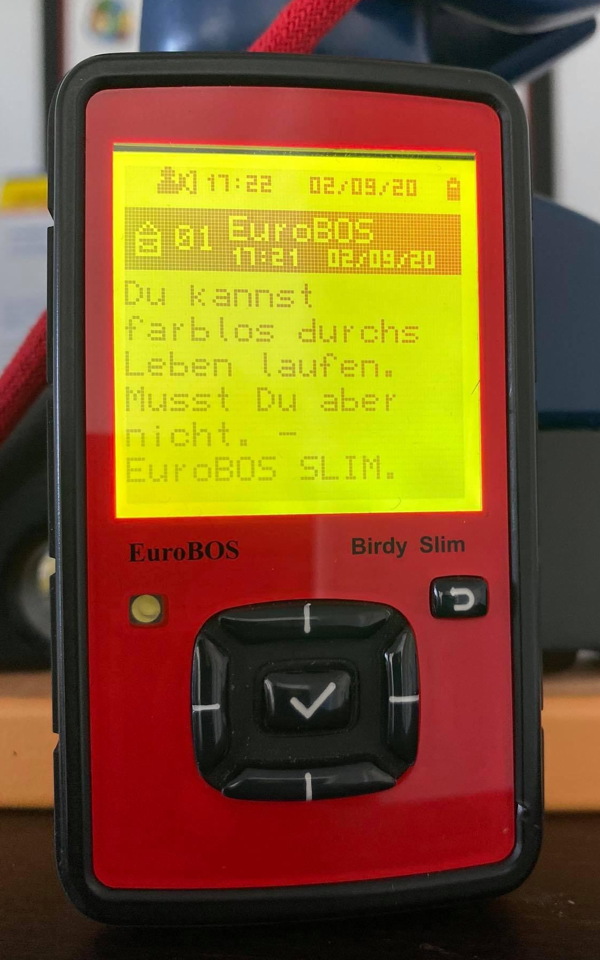 17:22 02/09/20
01 EuroBOS
17:21 02/09/20
Du kannst
farblos durchs
Leben laufen.
Musst Du aber
nicht. -
EuroBOS SLIM.
EuroBOS Birdy Slim